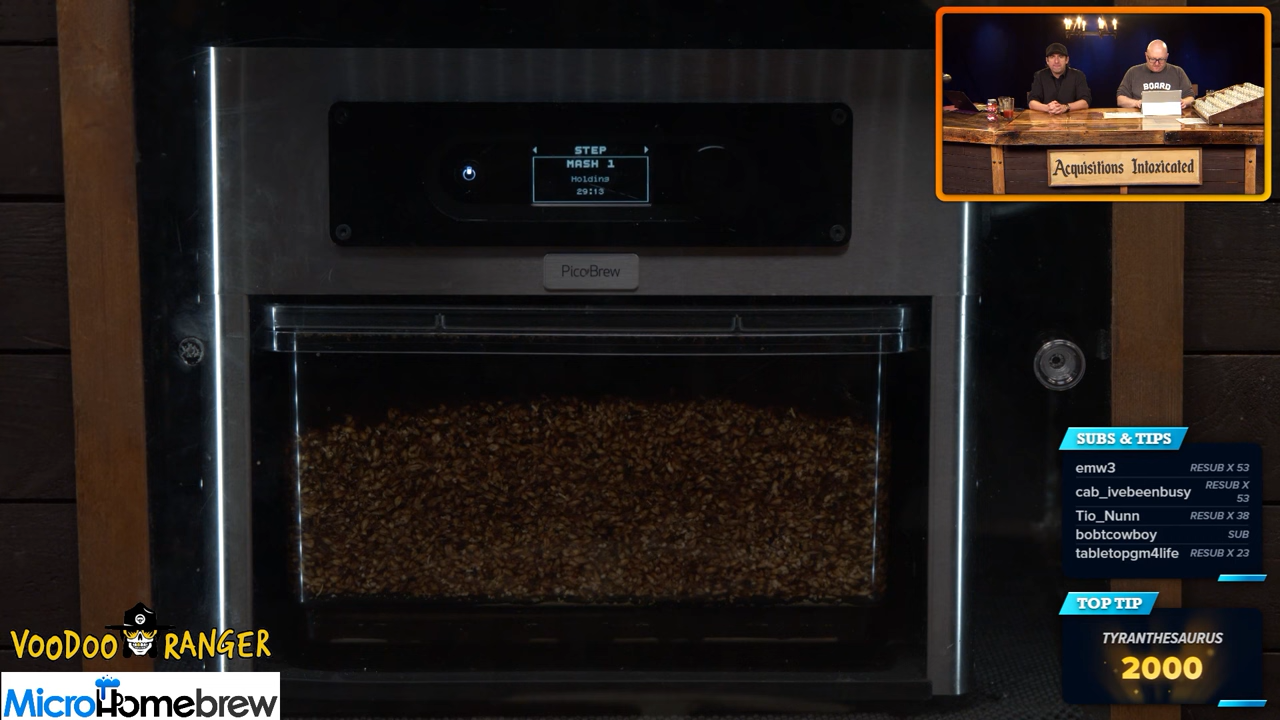 STEP
MASH 1
Holding
29:13
PicoBrew
BOARD
Acquisitions Intoxicated
SUBS & TIPS
emw3 RESUB X 53
cab_ivebeenbusy RESUB X 53
Tio_Nunn RESUB X 38
bobtcowboy SUB
tabletopgm4life RESUB X 23
TOP TIP
TYRANTHESAURUS
2000
VOODOO RANGER
MicroHomebrew